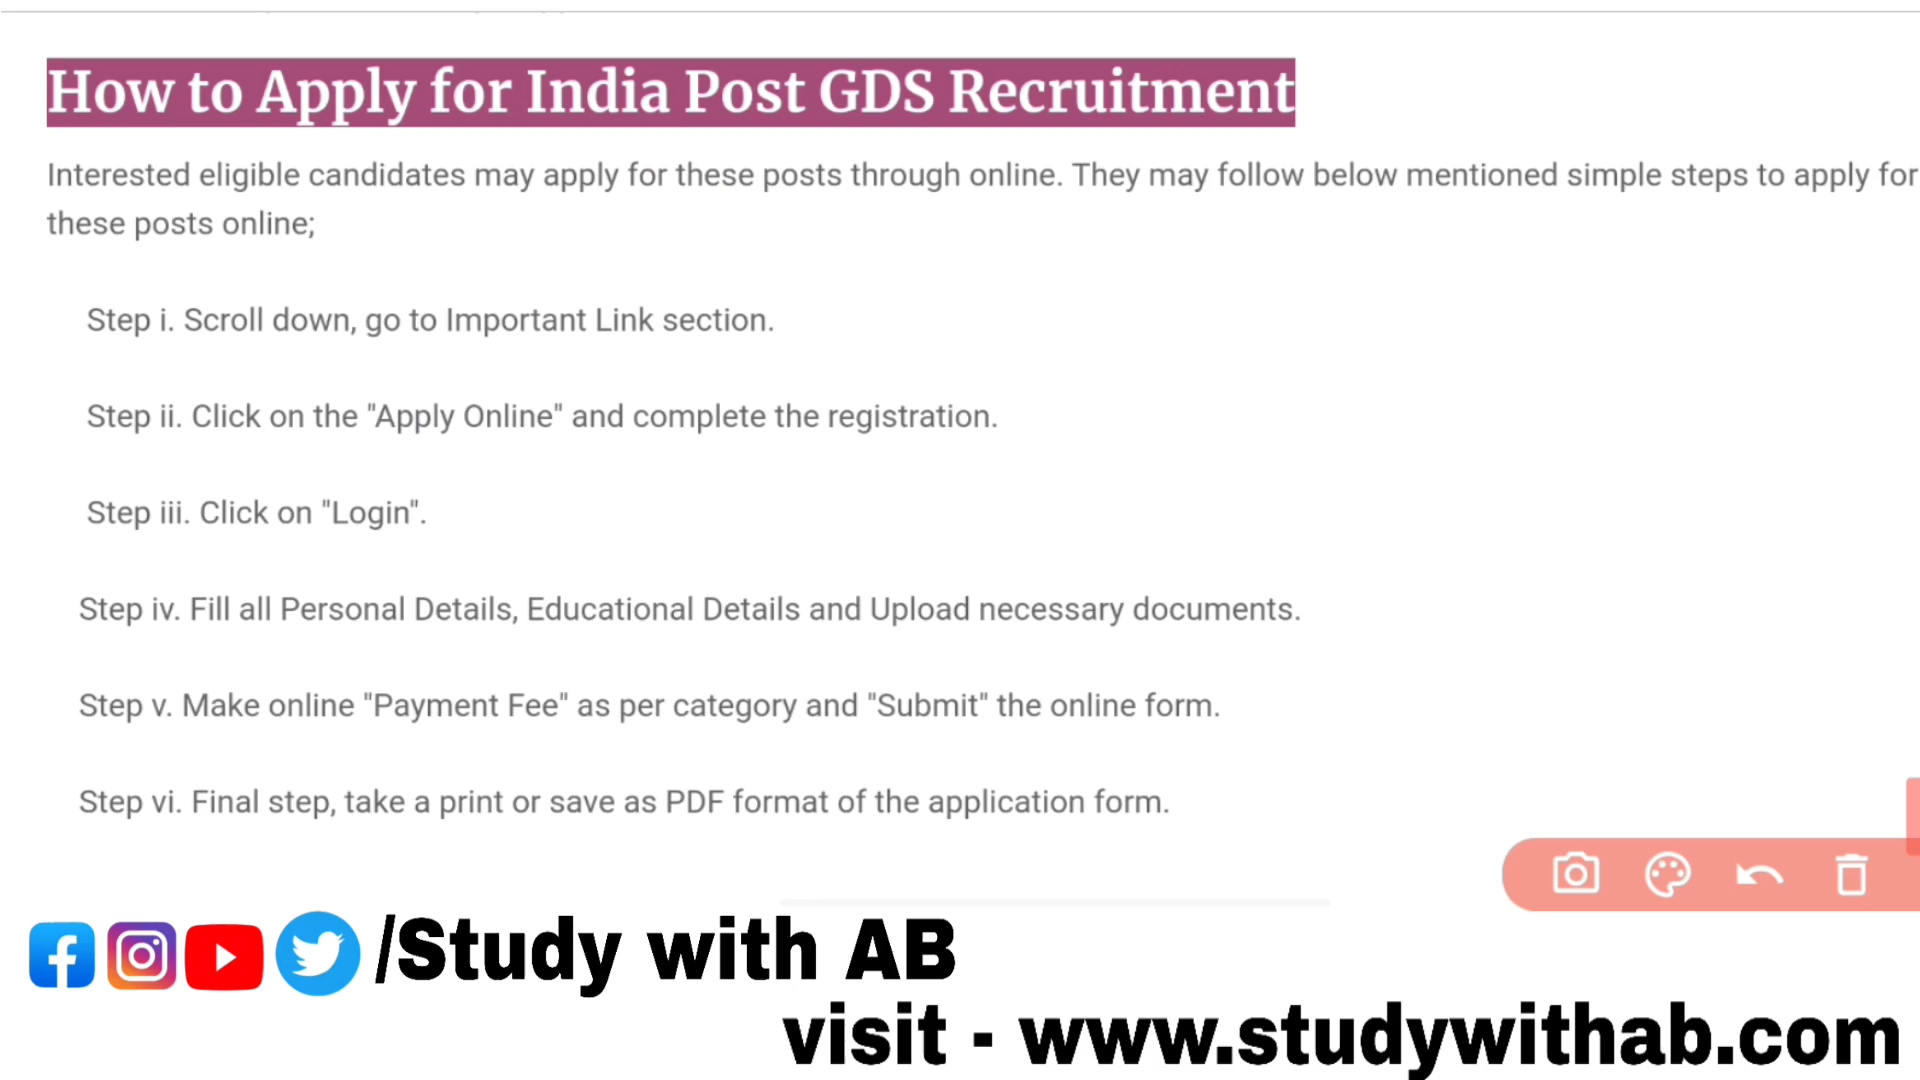 How to Apply for India Post GDS Recruitment
Interested eligible candidates may apply for these posts through online. They may follow below mentioned simple steps to apply for
these posts online;
Step i. Scroll down, go to Important Link section.
Step ii. Click on the "Apply Online" and complete the registration.
Step iii. Click on "Login".
Step iv. Fill all Personal Details, Educational Details and Upload necessary documents.
Step v. Make online "Payment Fee" as per category and "Submit" the online form.
Step vi. Final step, take a print or save as PDF format of the application form.
/Study with AB
visit - www.studywithab.com